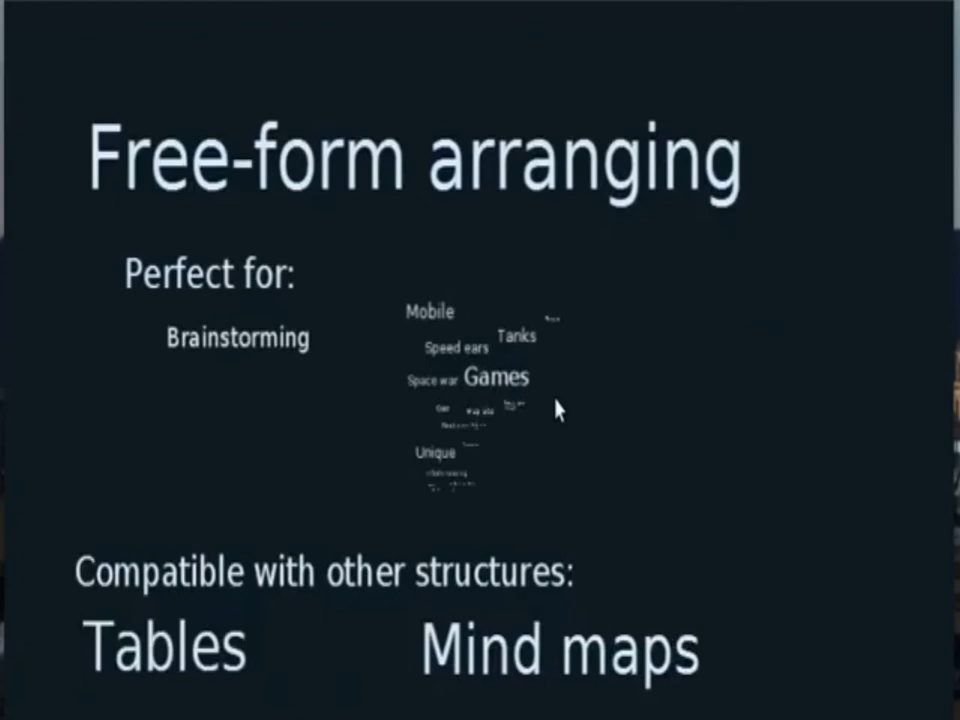 Free-form arranging
Perfect for:
Brainstorming
Mobile
Tanks
Speed ears
Space war Games
Unique
Compatible with other structures:
Tables Mind maps